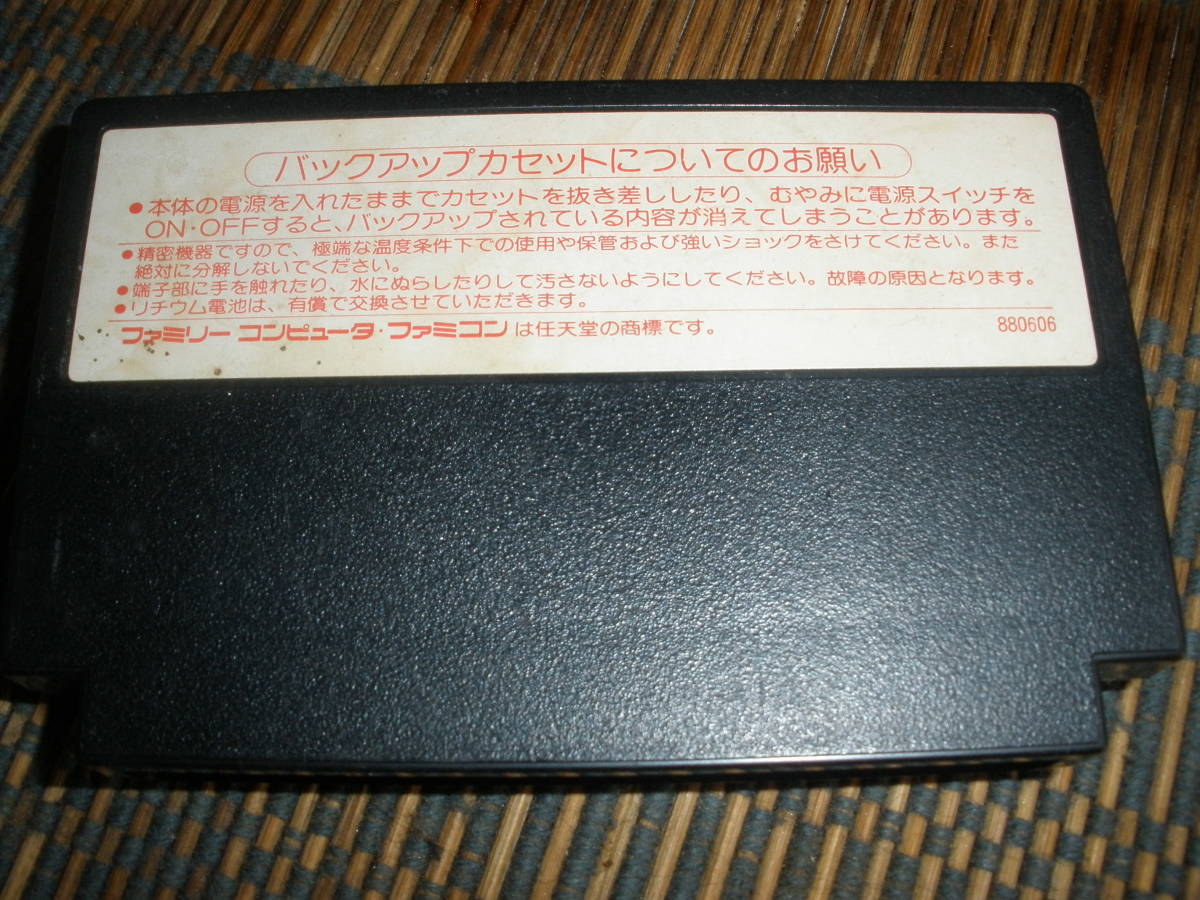 バックアップカセットについてのお願い
●本体の電源を入れたままでカセットを抜き差ししたり、むやみに電源スイッチを
ON・OFFすると、バックアップされている内容が消えてしまうことがあります。
●精密機器ですので、極端な温度条件下での使用や保管および強いショックをさけてください。また
絶対に分解しないでください。
●端子部に手を触れたり、水にぬらしたりして汚さないようにしてください。故障の原因となります。
●リチウム電池は、有償で交換させていただきます。
ファミリー コンピュータ・ファミコンは任天堂の商標です。 880606